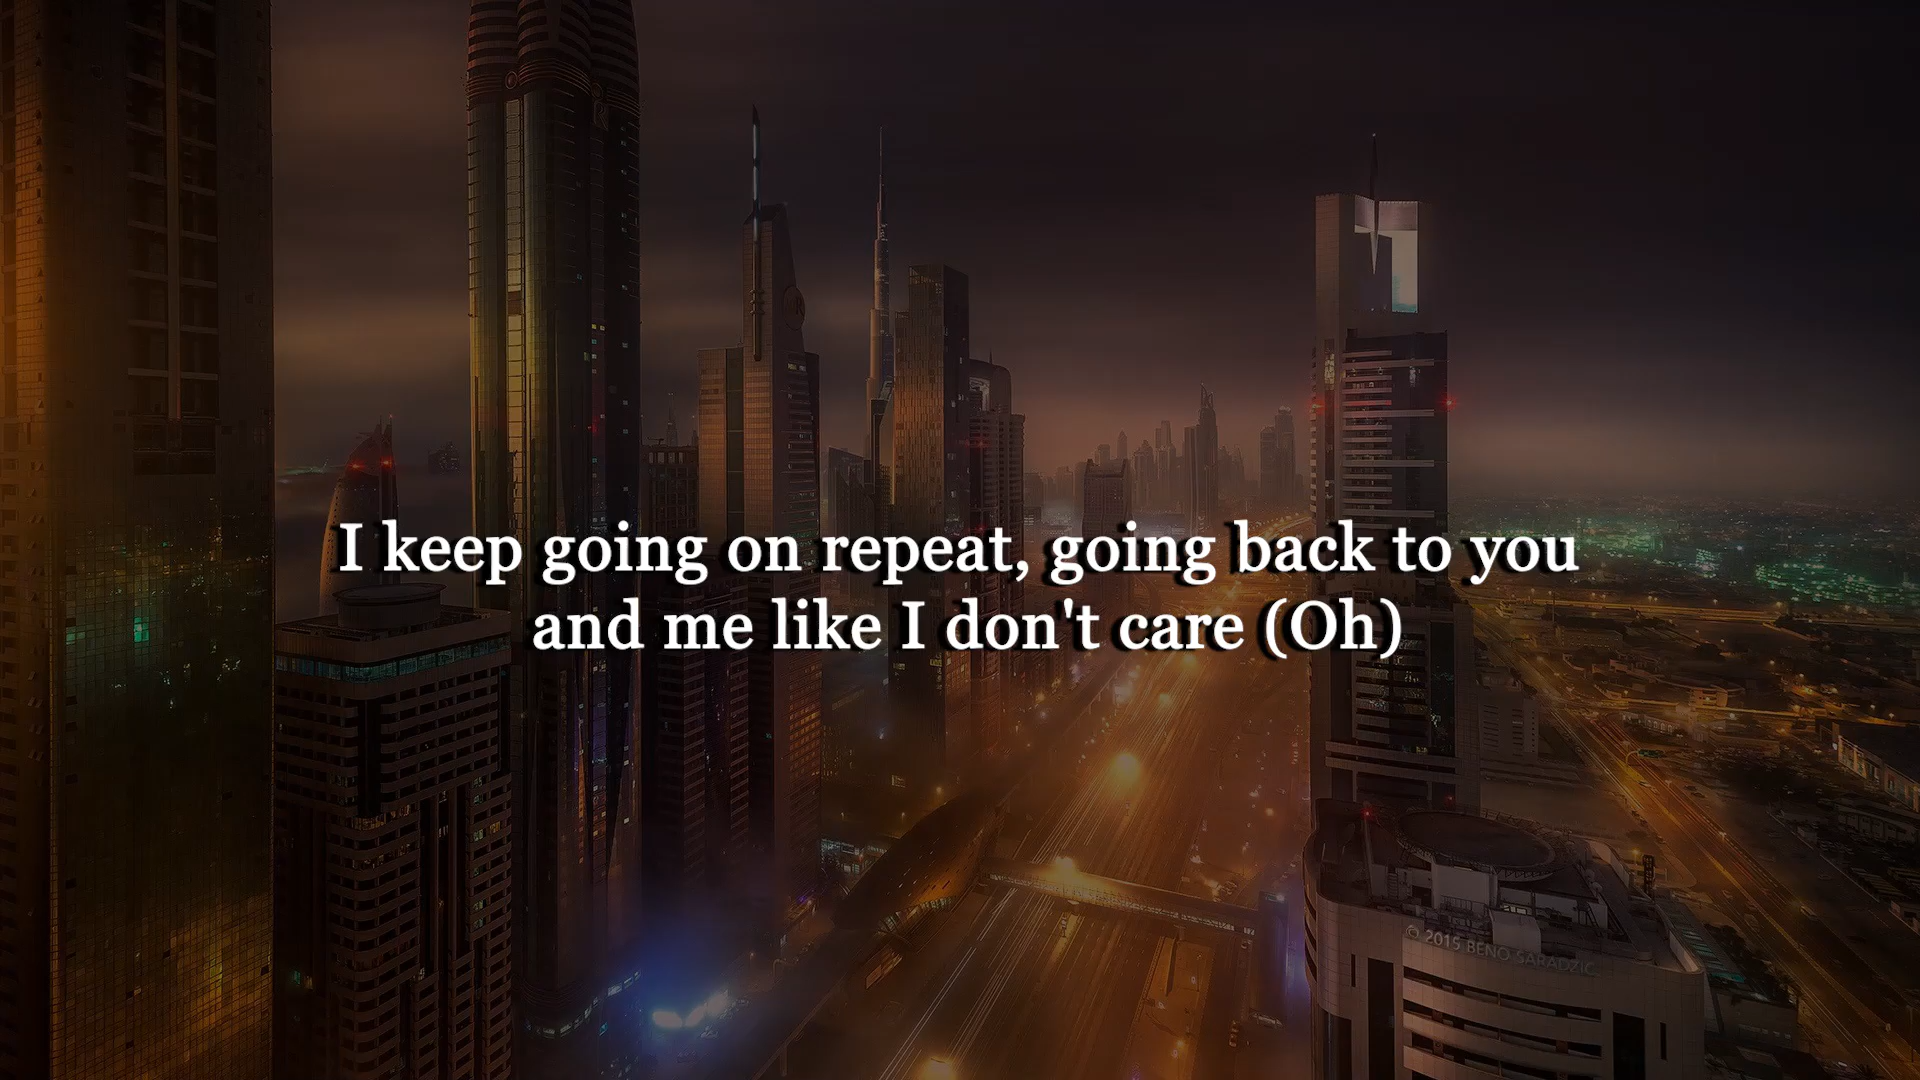 I keep going on repeat, going back to you
and me like I don't care (Oh)
© 2015 BENO SARADZIC